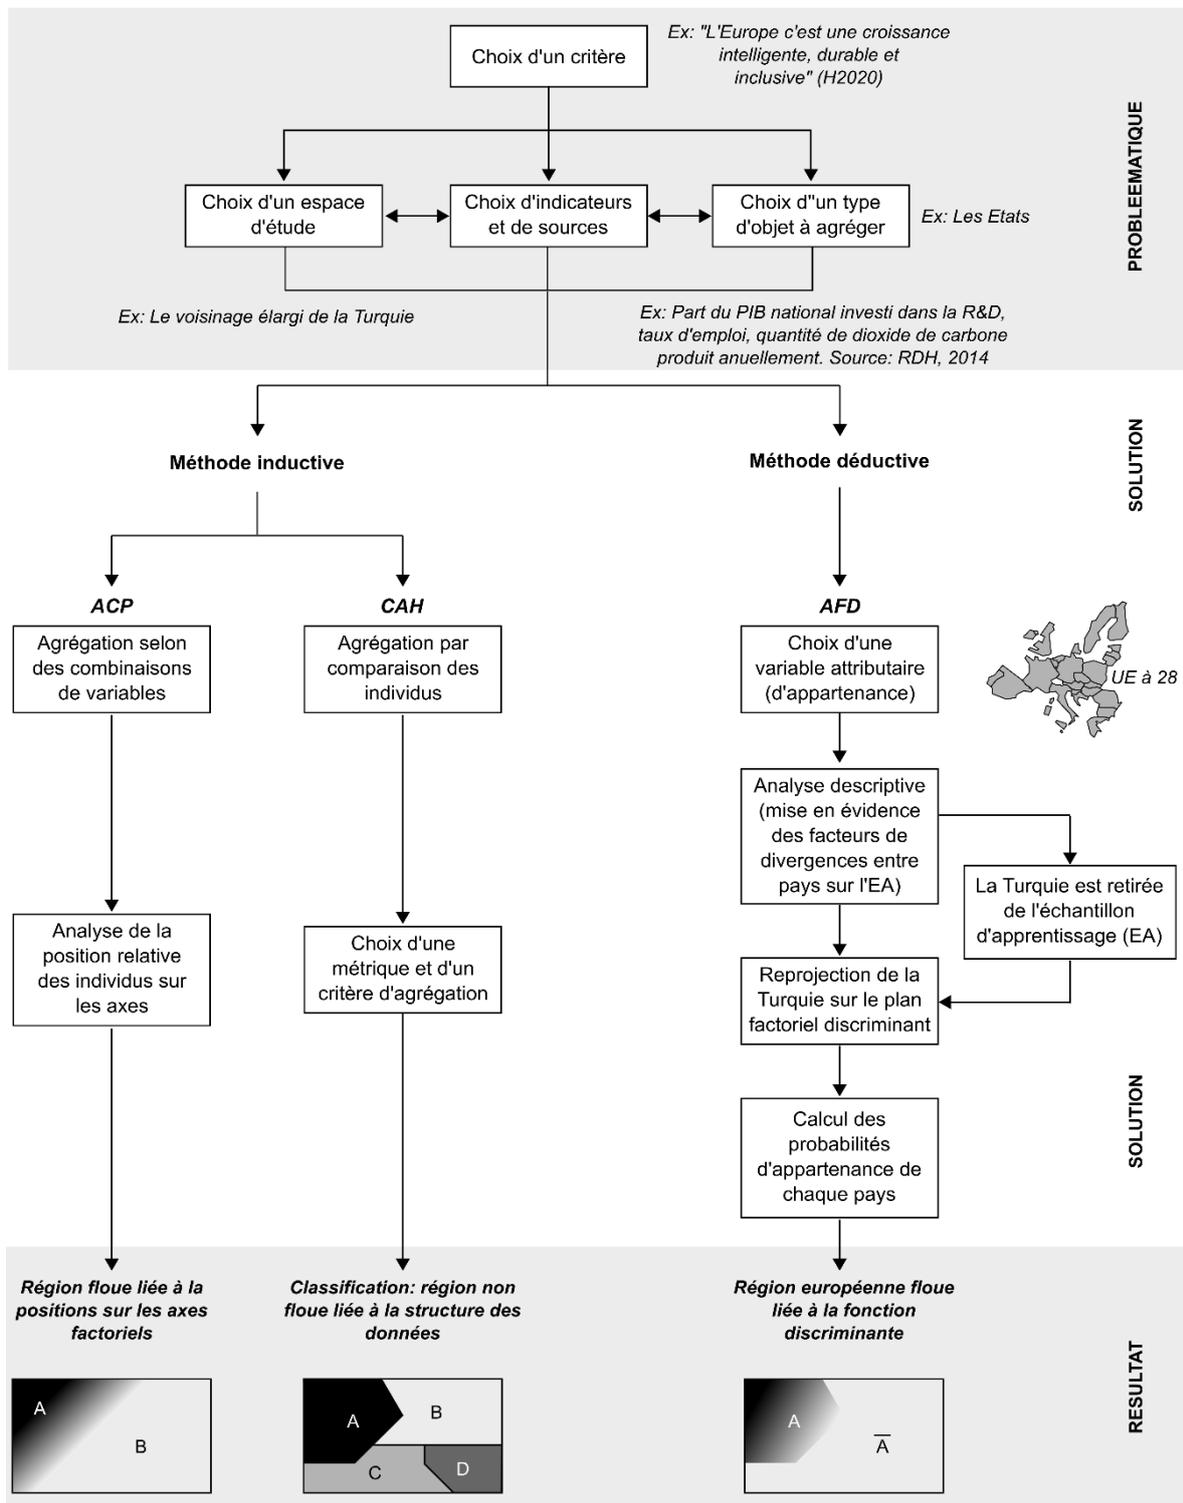 Choix d'un critère
Ex: "L'Europe c'est une croissance
intelligente, durable et
inclusive" (H2020)
PROBLEEMATIQUE
Choix d'un espace
d'étude
Choix d'indicateurs
et de sources
Choix d''un type
d'objet à agréger
Ex: Les Etats
Ex: Le voisinage élargi de la Turquie
Ex: Part du PIB national investi dans la R&D,
taux d'emploi, quantité de dioxide de carbone
produit anuellement. Source: RDH, 2014
SOLUTION
Méthode inductive
Méthode déductive
ACP
Agrégation selon
des combinaisons
de variables
CAH
Agrégation par
comparaison des
individus
AFD
Choix d'une
variable attributaire
(d'appartenance)
UE à 28
Analyse descriptive
(mise en évidence
des facteurs de
divergences entre
pays sur l'EA)
La Turquie est retirée
de l'échantillon
d'apprentissage (EA)
Analyse de la
position relative
des individus sur
les axes
Choix d'une
métrique et d'un
critère d'agrégation
Reprojection de la
Turquie sur le plan
factoriel discriminant
SOLUTION
Calcul des
probabilités
d'appartenance de
chaque pays
Région floue liée à la
positions sur les axes
factoriels
Classification: région non
floue liée à la structure des
données
Région européenne floue
liée à la fonction
discriminante
RESULTAT
A
B
A
B
C
D
A
A̅